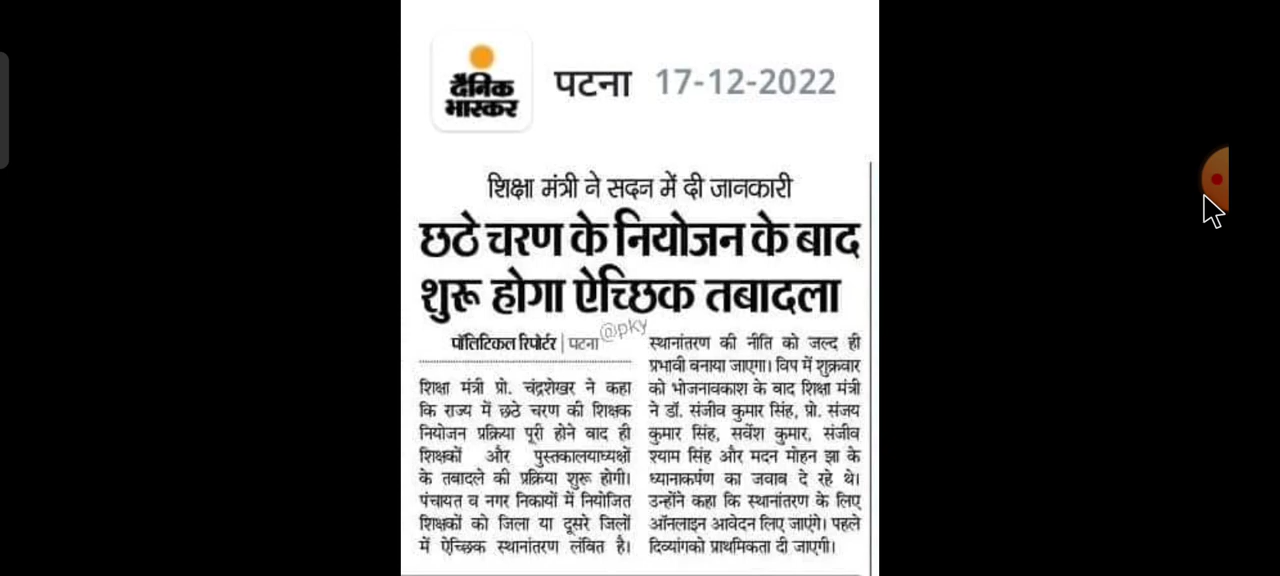 दैनिक
भास्कर
पटना 17-12-2022
शिक्षा मंत्री ने सदन में दी जानकारी
छठे चरण के नियोजन के बाद
शुरू होगा ऐच्छिक तबादला
@pky
पॉलिटिकल रिपोर्टर | पटना
शिक्षा मंत्री प्रो. चंद्रशेखर ने कहा
कि राज्य में छठे चरण की शिक्षक
नियोजन प्रक्रिया पूरी होने बाद ही
शिक्षकों और पुस्तकालयाध्यक्षों
के तबादले की प्रक्रिया शुरू होगी।
पंचायत व नगर निकायों में नियोजित
शिक्षकों को जिला या दूसरे जिलों
में ऐच्छिक स्थानांतरण लंबित है।
स्थानांतरण की नीति को जल्द ही
प्रभावी बनाया जाएगा। विप में शुक्रवार
को भोजनावकाश के बाद शिक्षा मंत्री
ने डॉ. संजीव कुमार सिंह, प्रो. संजय
कुमार सिंह, सर्वेश कुमार, संजीव
श्याम सिंह और मदन मोहन झा के
ध्यानाकर्षण का जवाब दे रहे थे।
उन्होंने कहा कि स्थानांतरण के लिए
ऑनलाइन आवेदन लिए जाएंगे। पहले
दिव्यांगको प्राथमिकता दी जाएगी।